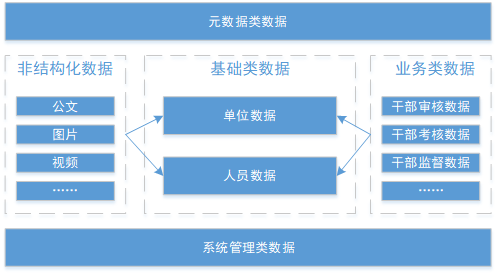 元数据类数据
非结构化数据
公文
图片
视频
······
基础类数据
单位数据
人员数据
业务类数据
干部审核数据
干部考核数据
干部监督数据
······
系统管理类数据